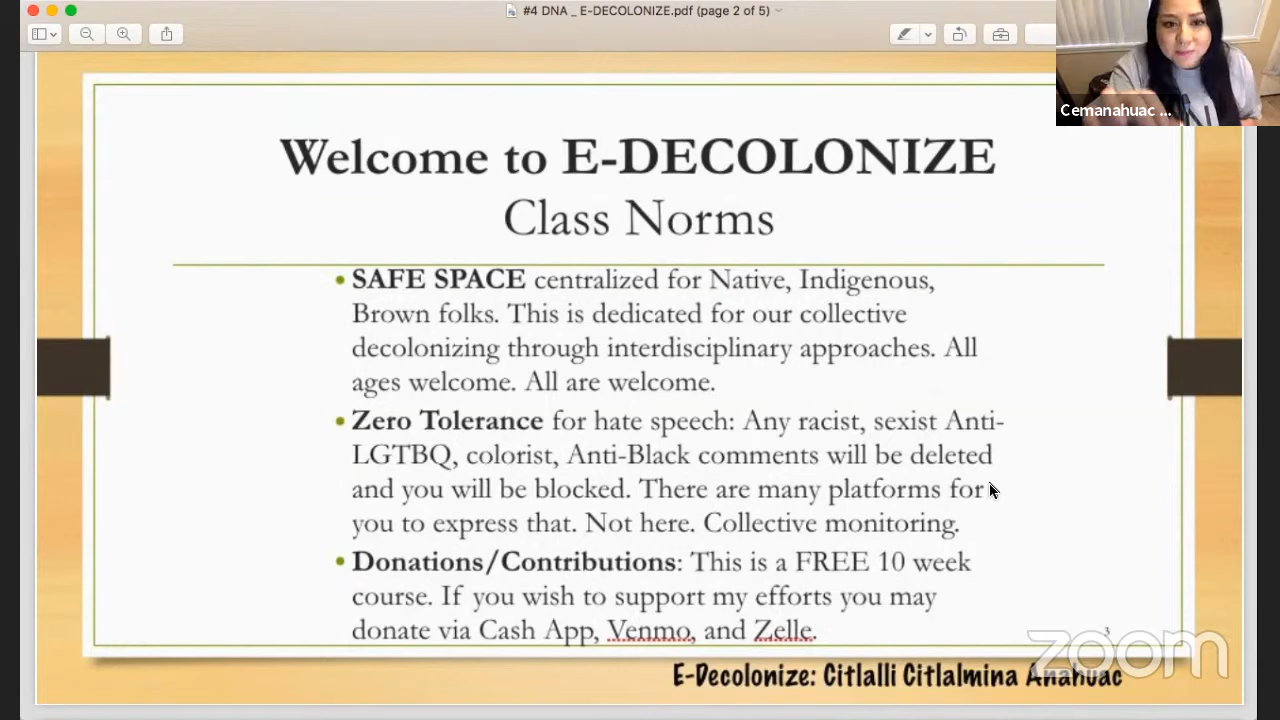 #4 DNA _ E-DECOLONIZE.pdf (page 2 of 5)
Cemanahuac ...
Welcome to E-DECOLONIZE
Class Norms
• SAFE SPACE centralized for Native, Indigenous,
Brown folks. This is dedicated for our collective
decolonizing through interdisciplinary approaches. All
ages welcome. All are welcome.
• Zero Tolerance for hate speech: Any racist, sexist Anti-
LGTBQ, colorist, Anti-Black comments will be deleted
and you will be blocked. There are many platforms for
you to express that. Not here. Collective monitoring.
• Donations/Contributions: This is a FREE 10 week
course. If you wish to support my efforts you may
donate via Cash App, Venmo, and Zelle.
3
zoom
E-Decolonize: Citlalli Citlalmina Anahuac